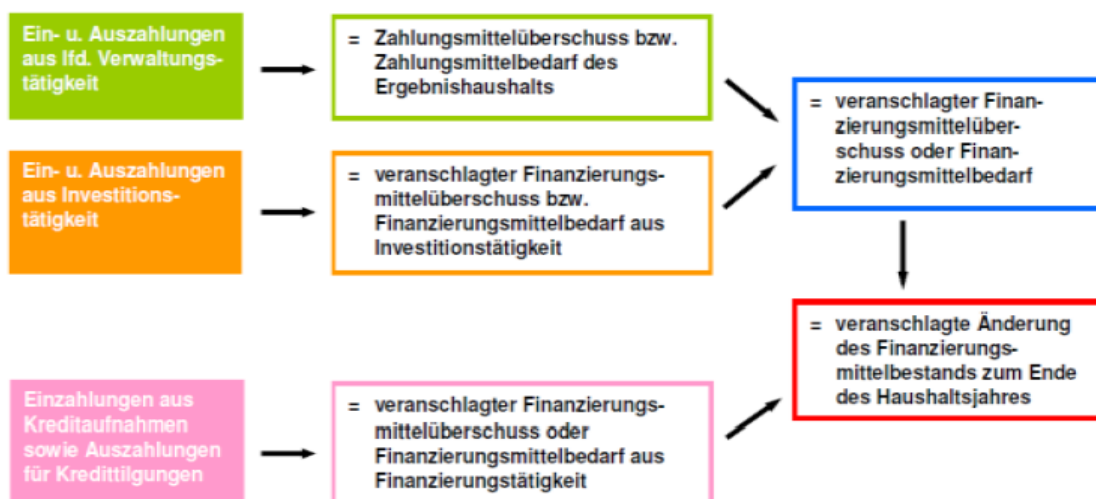 Ein- u. Auszahlungen
aus lfd. Verwaltungs-
tätigkeit
= Zahlungsmittelüberschuss bzw.
Zahlungsmittelbedarf des
Ergebnishaushalts
= veranschlagter Finan-
zierungsmittelüber-
schuss oder Finan-
zierungsmittelbedarf
Ein- u. Auszahlungen
aus Investitions-
tätigkeit
= veranschlagter Finanzierungs-
mittelüberschuss bzw.
Finanzierungsmittelbedarf aus
Investitionstätigkeit
= veranschlagte Änderung
des Finanzierungs-
mittelbestands zum Ende
des Haushaltsjahres
Einzahlungen aus
Kreditaufnahmen
sowie Auszahlungen
für Kredittilgungen
= veranschlagter Finanzierungs-
mittelüberschuss oder
Finanzierungsmittelbedarf aus
Finanzierungstätigkeit